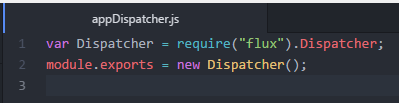 appDispatcher.js
1 var Dispatcher = require("flux").Dispatcher;
2 module.exports = new Dispatcher();
3